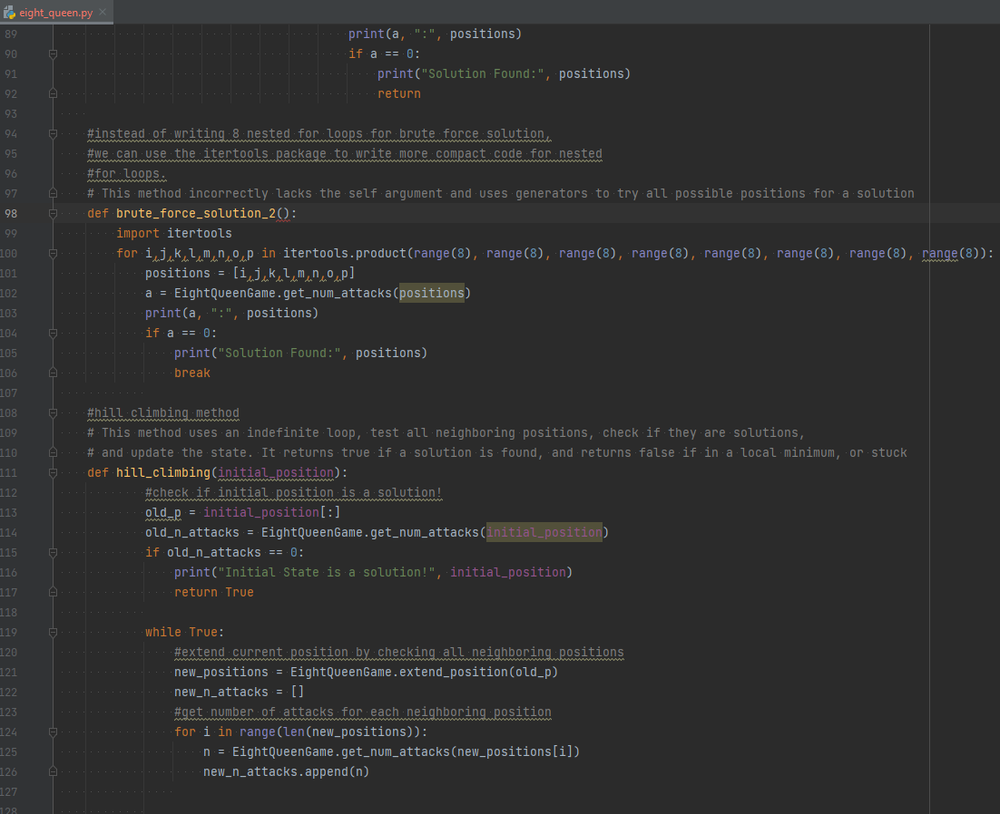 eight_queen.py
89 print(a, ":", positions)
90 if a == 0:
91 print("Solution Found:", positions)
92 return
93
94 #instead of writing 8 nested for loops for brute force solution,
95 #we can use the itertools package to write more compact code for nested
96 #for loops.
97 # This method incorrectly lacks the self argument and uses generators to try all possible positions for a solution
98 def brute_force_solution_2():
99 import itertools
100 for i,j,k,l,m,n,o,p in itertools.product(range(8), range(8), range(8), range(8), range(8), range(8), range(8), range(8)):
101 positions = [i,j,k,l,m,n,o,p]
102 a = EightQueenGame.get_num_attacks(positions)
103 print(a, ":", positions)
104 if a == 0:
105 print("Solution Found:", positions)
106 break
107
108 #hill climbing method
109 # This method uses an indefinite loop, test all neighboring positions, check if they are solutions,
110 # and update the state. It returns true if a solution is found, and returns false if in a local minimum, or stuck
111 def hill_climbing(initial_position):
112 #check if initial position is a solution!
113 old_p = initial_position[:]
114 old_n_attacks = EightQueenGame.get_num_attacks(initial_position)
115 if old_n_attacks == 0:
116 print("Initial State is a solution!", initial_position)
117 return True
118
119 while True:
120 #extend current position by checking all neighboring positions
121 new_positions = EightQueenGame.extend_position(old_p)
122 new_n_attacks = []
123 #get number of attacks for each neighboring position
124 for i in range(len(new_positions)):
125 n = EightQueenGame.get_num_attacks(new_positions[i])
126 new_n_attacks.append(n)
127
128